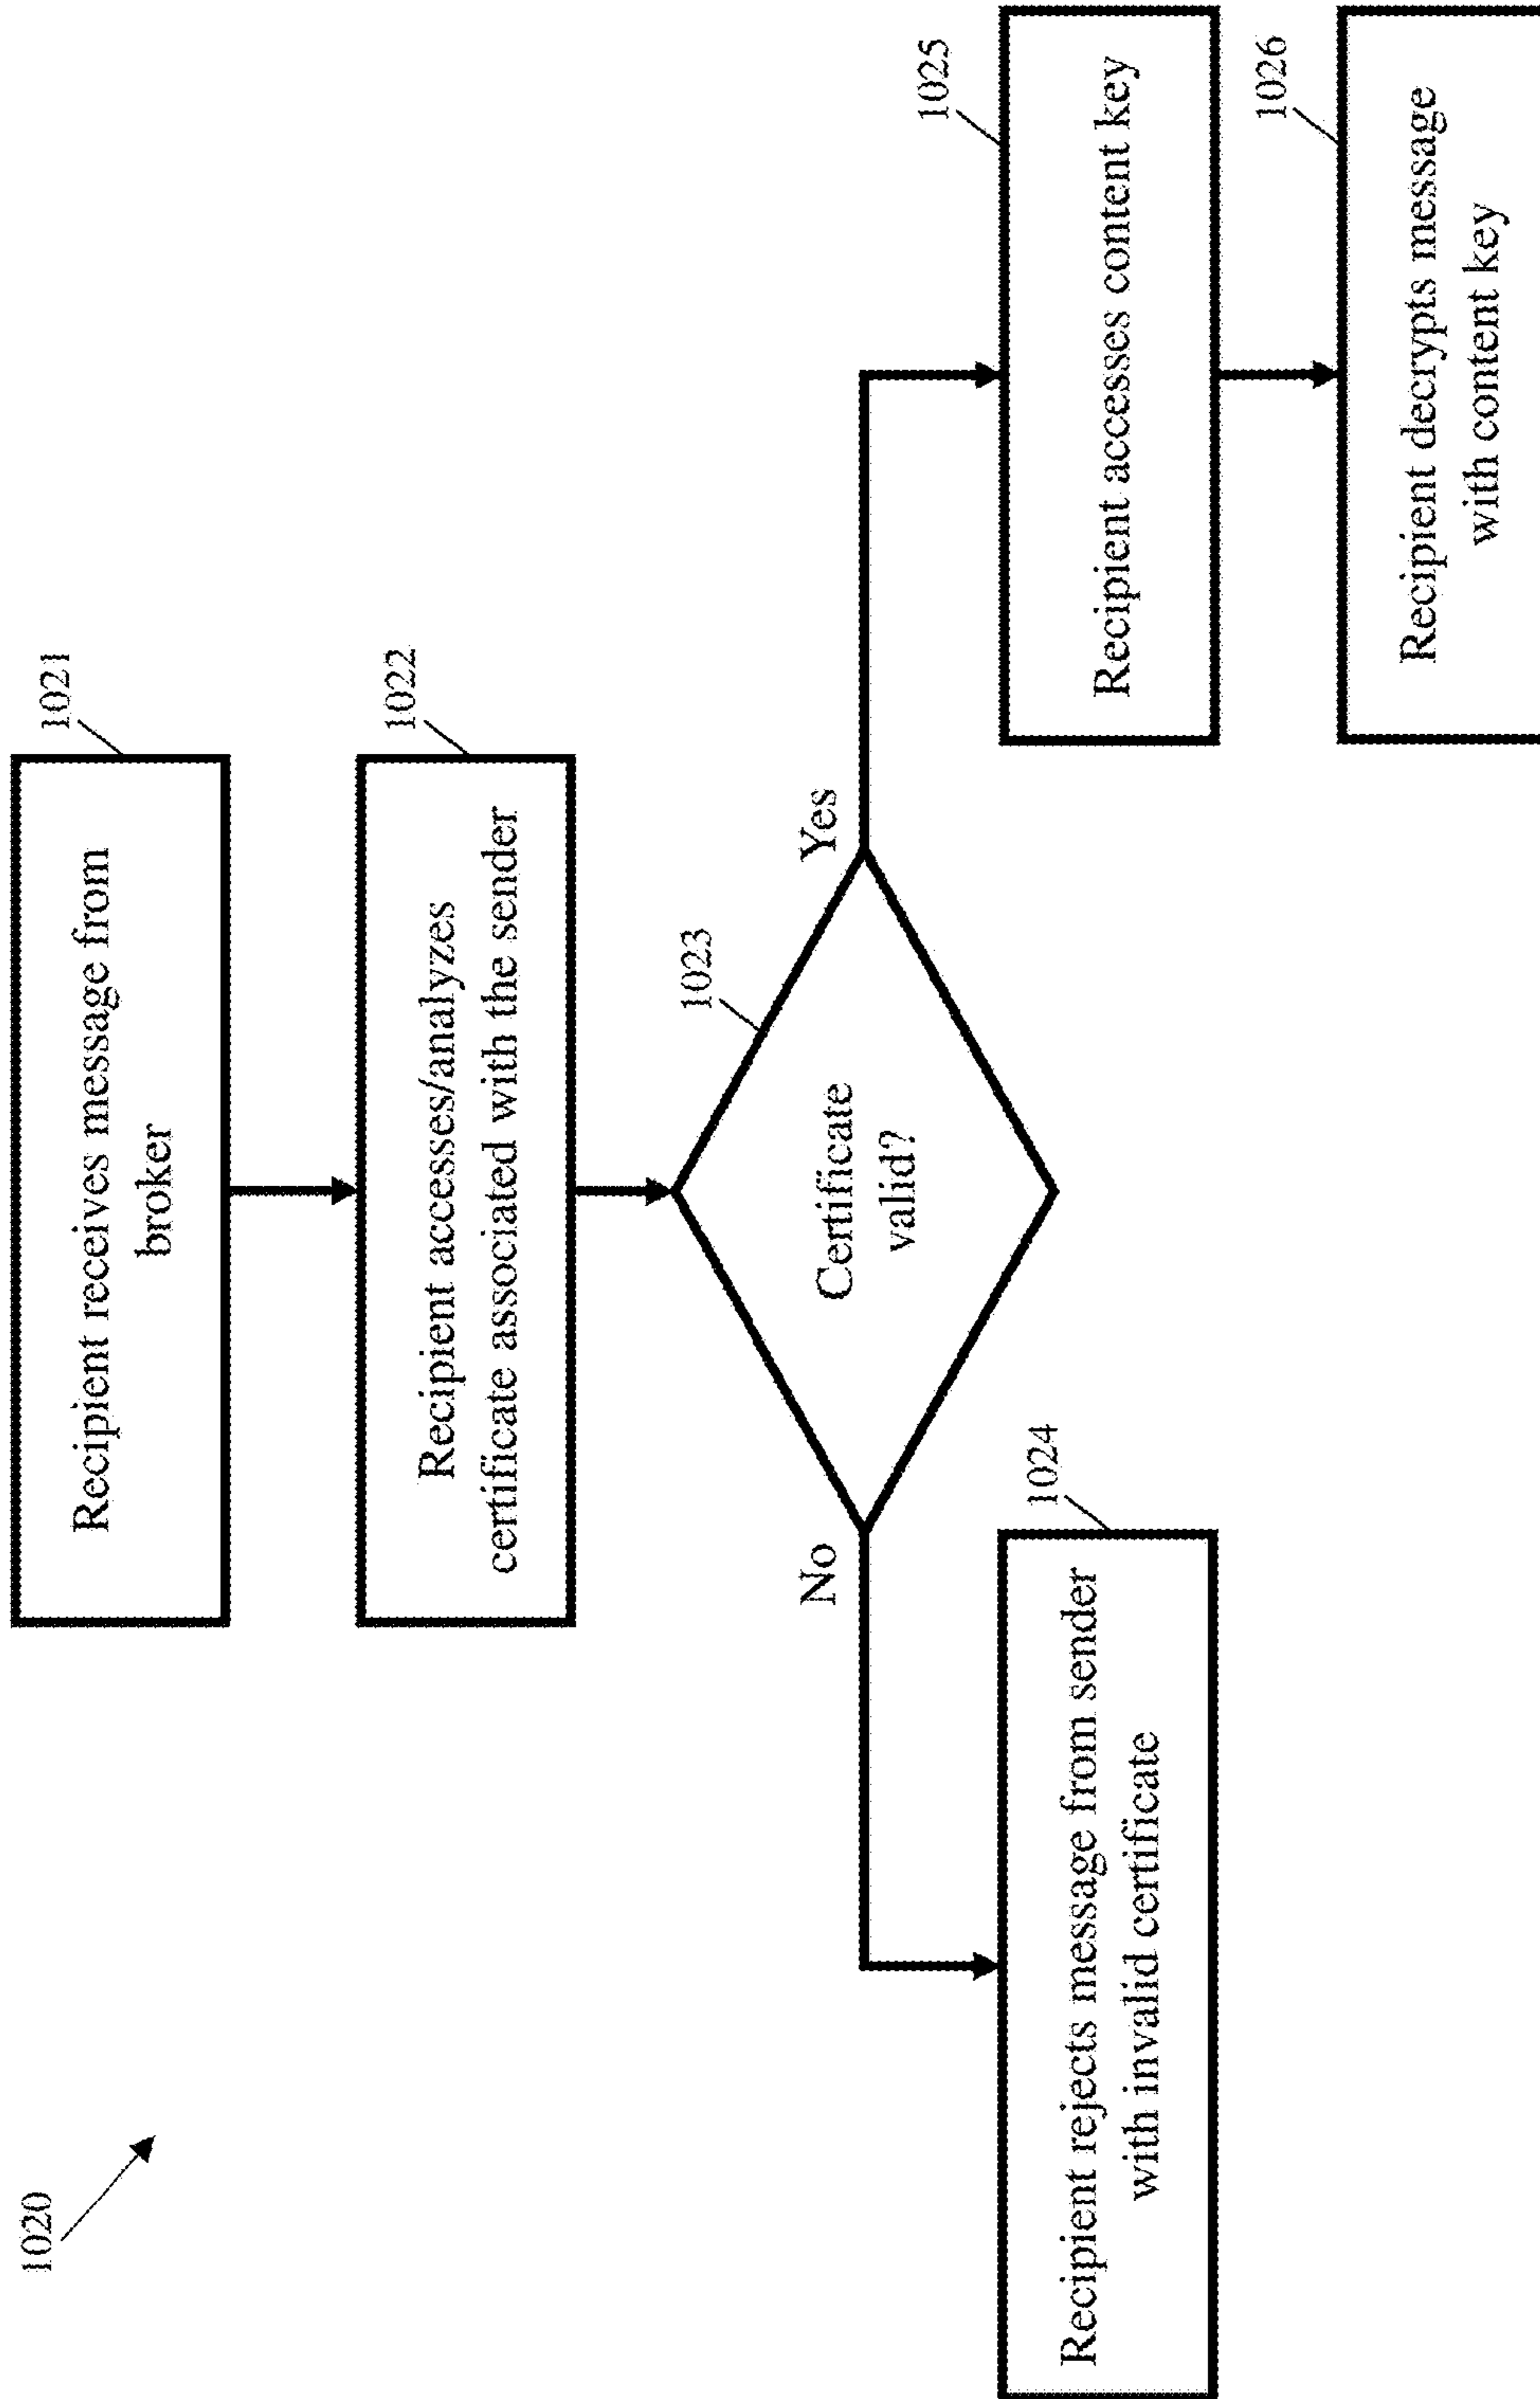 1020
1021
Recipient receives message from
broker
1022
Recipient accesses/analyzes
certificate associated with the sender
1023
Certificate
valid?
No
Yes
1024
Recipient rejects message from sender
with invalid certificate
1025
Recipient accesses content key
1026
Recipient decrypts message
with content key